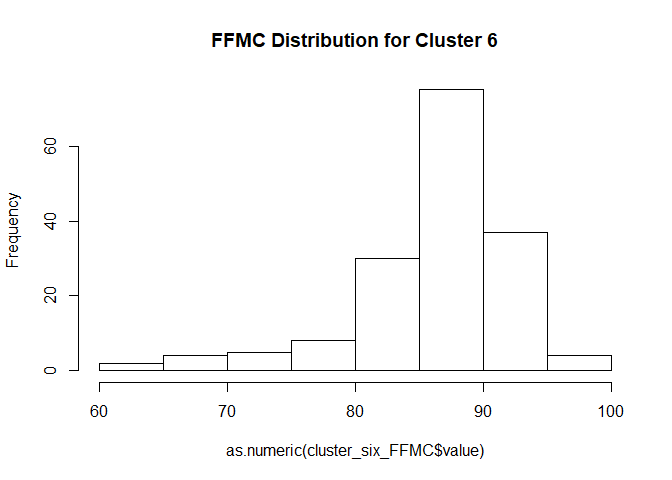 FFMC Distribution for Cluster 6
Frequency
60
40
20
0
60 70 80 90 100
as.numeric(cluster_six_FFMC$value)